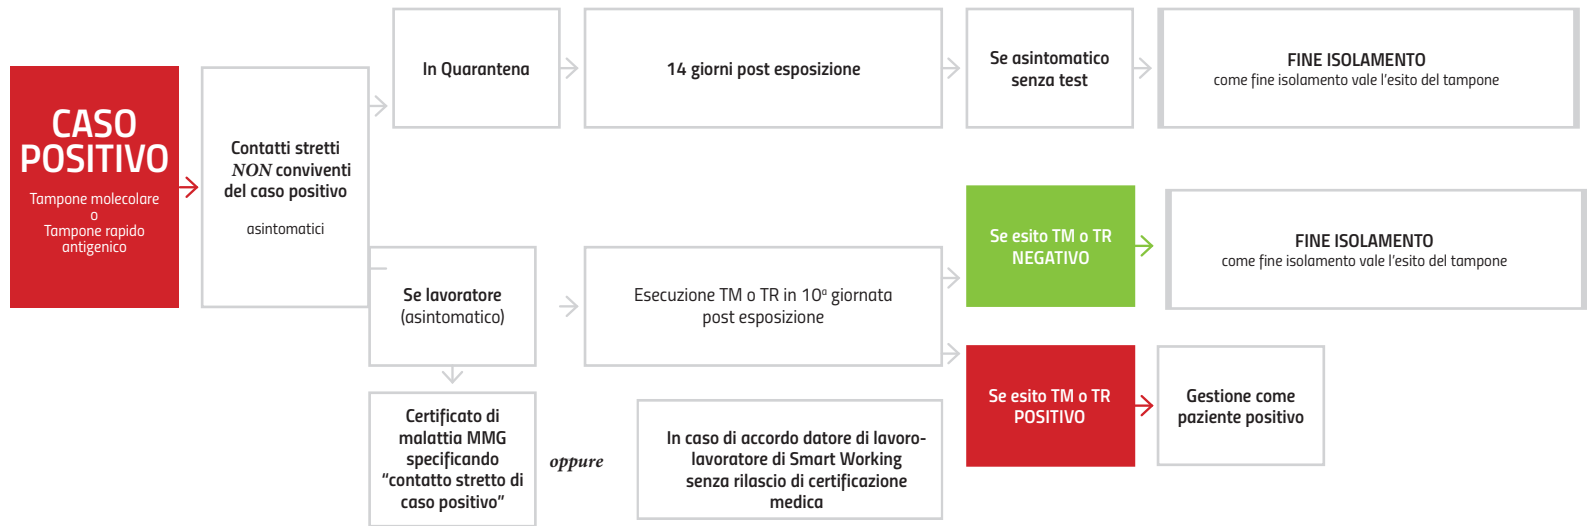 CASO
POSITIVO
Tampone molecolare
o
Tampone rapido
antigenico
Contatti stretti
NON conviventi
del caso positivo
asintomatici
In Quarantena
14 giorni post esposizione
Se asintomatico
senza test
FINE ISOLAMENTO
come fine isolamento vale l'esito del tampone
Se lavoratore
(asintomatico)
Esecuzione TM o TR in 10ª giornata
post esposizione
Se esito TM o TR
NEGATIVO
FINE ISOLAMENTO
come fine isolamento vale l'esito del tampone
Se esito TM o TR
POSITIVO
Gestione come
paziente positivo
Certificato di
malattia MMG
specificando
“contatto stretto di
caso positivo”
oppure
In caso di accordo datore di lavoro-
lavoratore di Smart Working
senza rilascio di certificazione
medica